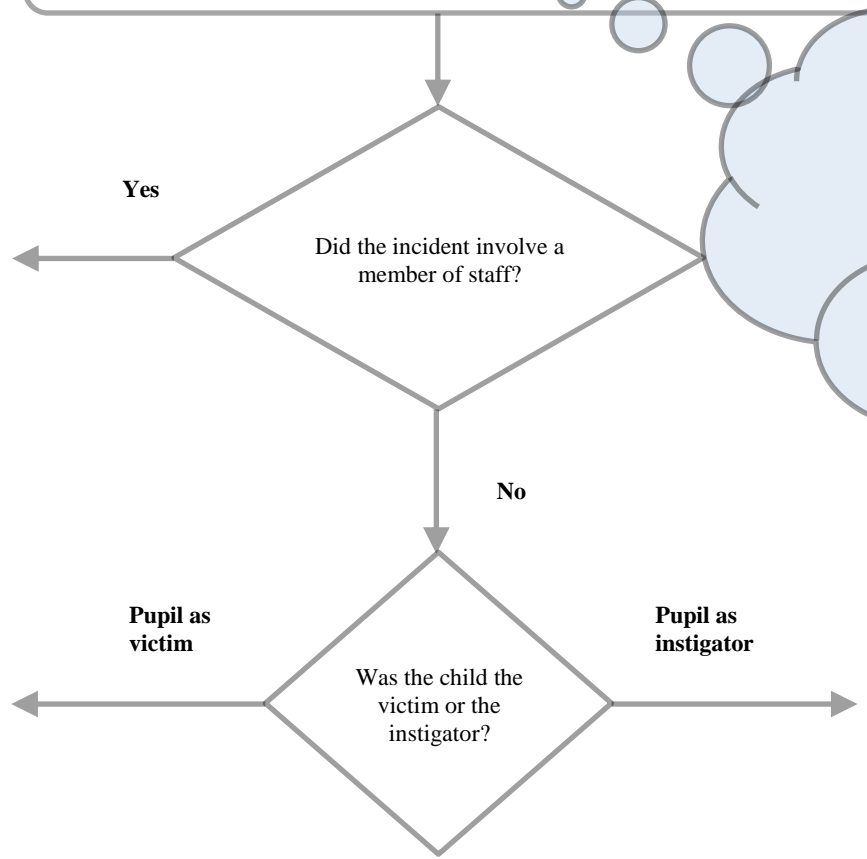 Yes
Did the incident involve a
member of staff?
No
Pupil as
victim
Pupil as
instigator
Was the child the
victim or the
instigator?